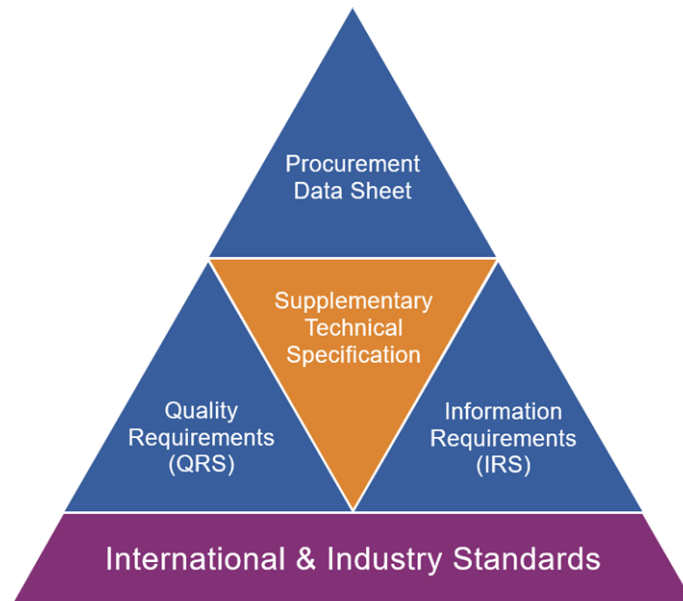 Procurement
Data Sheet
Supplementary
Technical
Specification
Quality
Requirements
(QRS)
Information
Requirements
(IRS)
International & Industry Standards